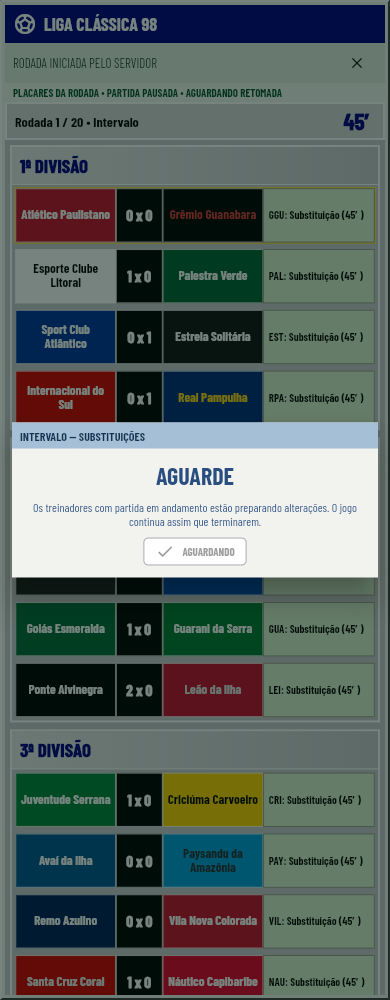 LIGA CLÁSSICA 98
RODADA INICIADA PELO SERVIDOR
PLACARES DA RODADA • PARTIDA PAUSADA • AGUARDANDO RETOMADA
Rodada 1 / 20 • Intervalo 45’
1ª DIVISÃO
Atlético Paulistano 0 x 0 Grêmio Guanabara GGU: Substituição (45’ )
Esporte Clube
Litoral
1 x 0 Palestra Verde PAL: Substituição (45’ )
Sport Club
Atlântico
0 x 1 Estrela Solitária EST: Substituição (45’ )
Internacional do
Sul
0 x 1 Real Pampulha RPA: Substituição (45’ )
INTERVALO — SUBSTITUIÇÕES
AGUARDE
Os treinadores com partida em andamento estão preparando alterações. O jogo
continua assim que terminarem.
AGUARDANDO
Goiás Esmeralda 1 x 0 Guarani da Serra GUA: Substituição (45’ )
Ponte Alvinegra 2 x 0 Leão da Ilha LEI: Substituição (45’ )
3ª DIVISÃO
Juventude Serrana 1 x 0 Criciúma Carvoeiro CRI: Substituição (45’ )
Avaí da Ilha 0 x 0 Paysandu da
Amazônia
PAY: Substituição (45’ )
Remo Azulino 0 x 0 Vila Nova Colorada VIL: Substituição (45’ )
Santa Cruz Coral 1 x 0 Náutico Capibaribe NAU: Substituição (45’ )